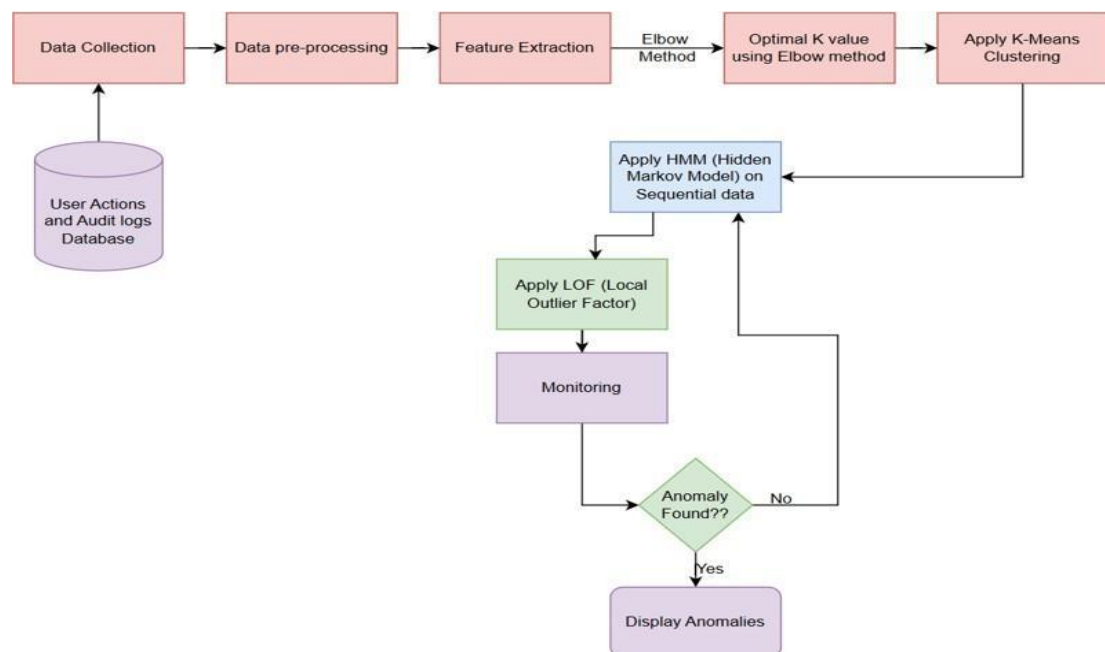 Data Collection
Data pre-processing
Feature Extraction
Elbow
Method
Optimal K value
using Elbow method
Apply K-Means
Clustering
User Actions
and Audit logs
Database
Apply HMM (Hidden
Markov Model) on
Sequential data
Apply LOF (Local
Outlier Factor)
Monitoring
Anomaly
Found??
No
Yes
Display Anomalies